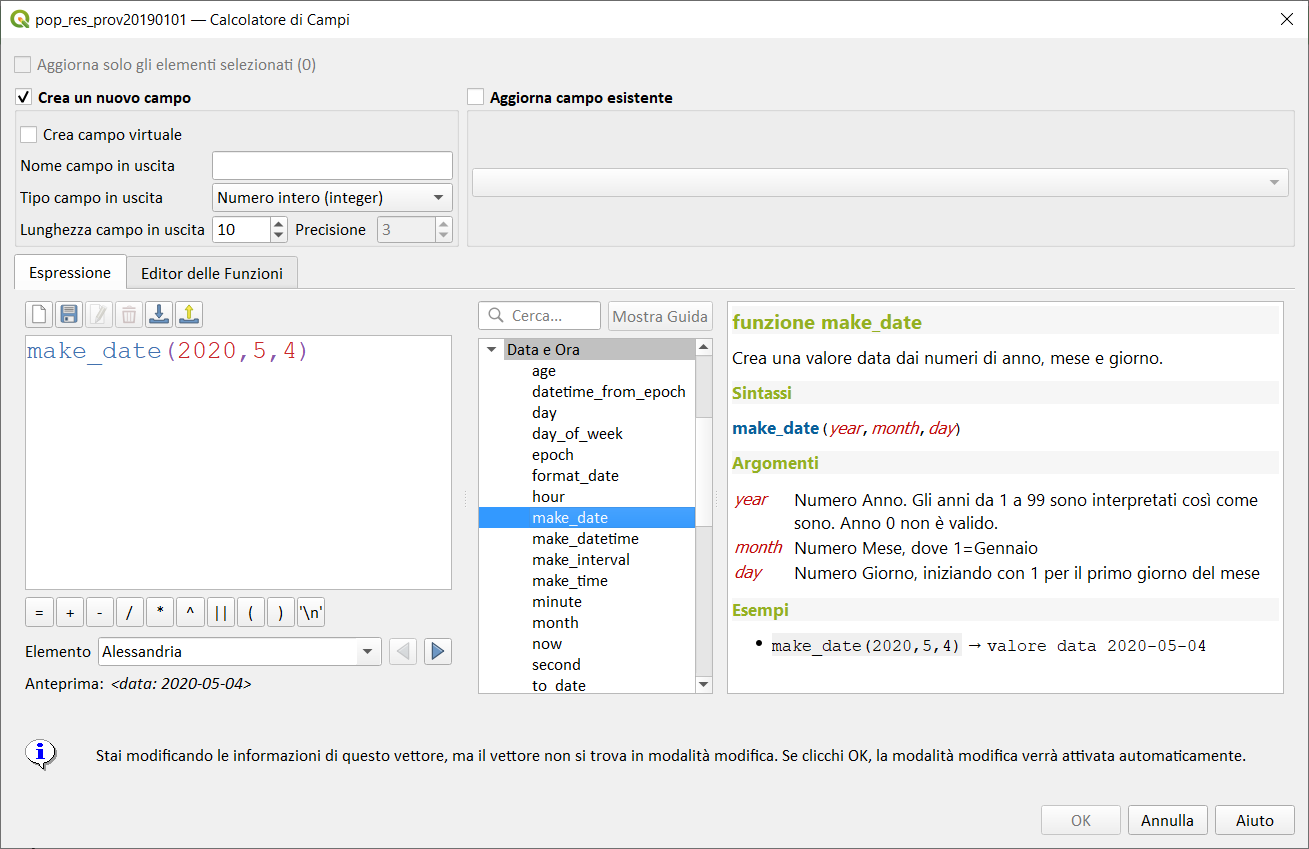 pop_res_prov20190101 — Calcolatore di Campi
Aggiorna solo gli elementi selezionati (0)
Crea un nuovo campo
Aggiorna campo esistente
Crea campo virtuale
Nome campo in uscita
Tipo campo in uscita Numero intero (integer)
Lunghezza campo in uscita 10 Precisione 3
Espressione
Editor delle Funzioni
make_date(2020,5,4)
= + - / * ^ || ( ) '\n'
Elemento Alessandria
Anteprima: <data: 2020-05-04>
Cerca...
Mostra Guida
Data e Ora
age
datetime_from_epoch
day
day_of_week
epoch
format_date
hour
make_date
make_datetime
make_interval
make_time
minute
month
now
second
to_date
funzione make_date
Crea una valore data dai numeri di anno, mese e giorno.
Sintassi
make_date(year, month, day)
Argomenti
year Numero Anno. Gli anni da 1 a 99 sono interpretati così come
sono. Anno 0 non è valido.
month Numero Mese, dove 1=Gennaio
day Numero Giorno, iniziando con 1 per il primo giorno del mese
Esempi
• make_date(2020,5,4) → valore data 2020-05-04
Stai modificando le informazioni di questo vettore, ma il vettore non si trova in modalità modifica. Se clicchi OK, la modalità modifica verrà attivata automaticamente.
OK
Annulla
Aiuto